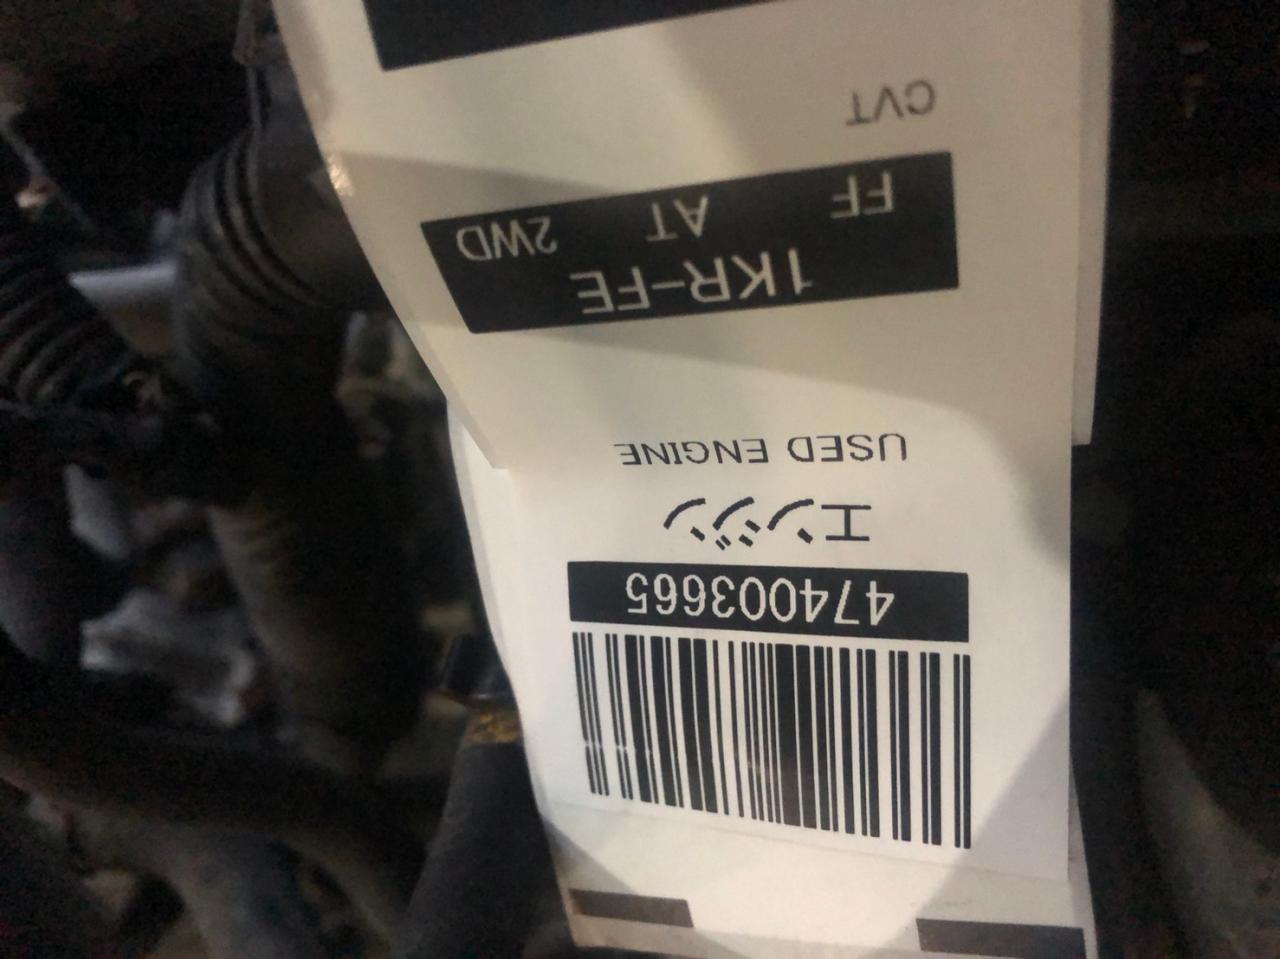 474003665
エンジン
USED ENGINE
1KR-FE
FF AT 2WD
CVT